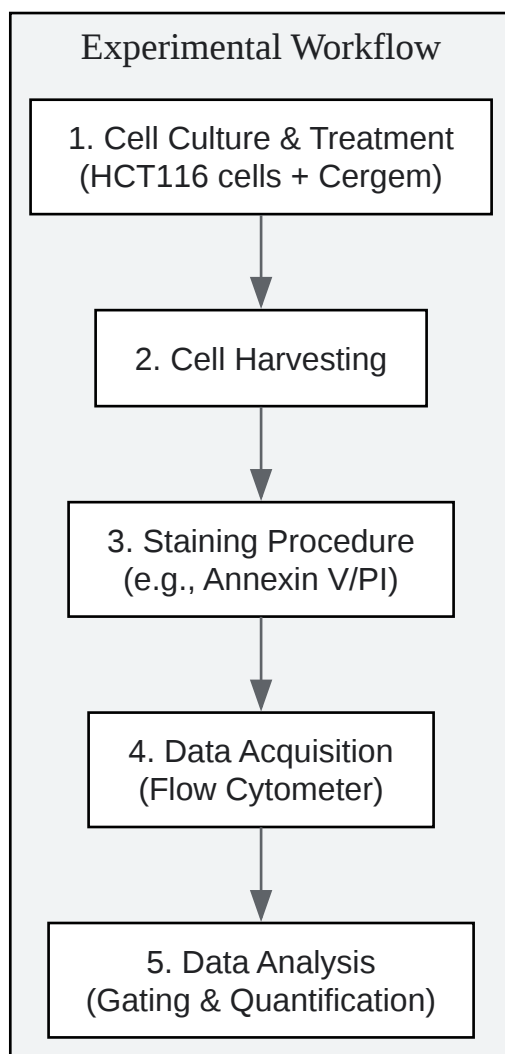 Experimental Workflow
1. Cell Culture & Treatment
(HCT116 cells + Cergem)
2. Cell Harvesting
3. Staining Procedure
(e.g., Annexin V/PI)
4. Data Acquisition
(Flow Cytometer)
5. Data Analysis
(Gating & Quantification)